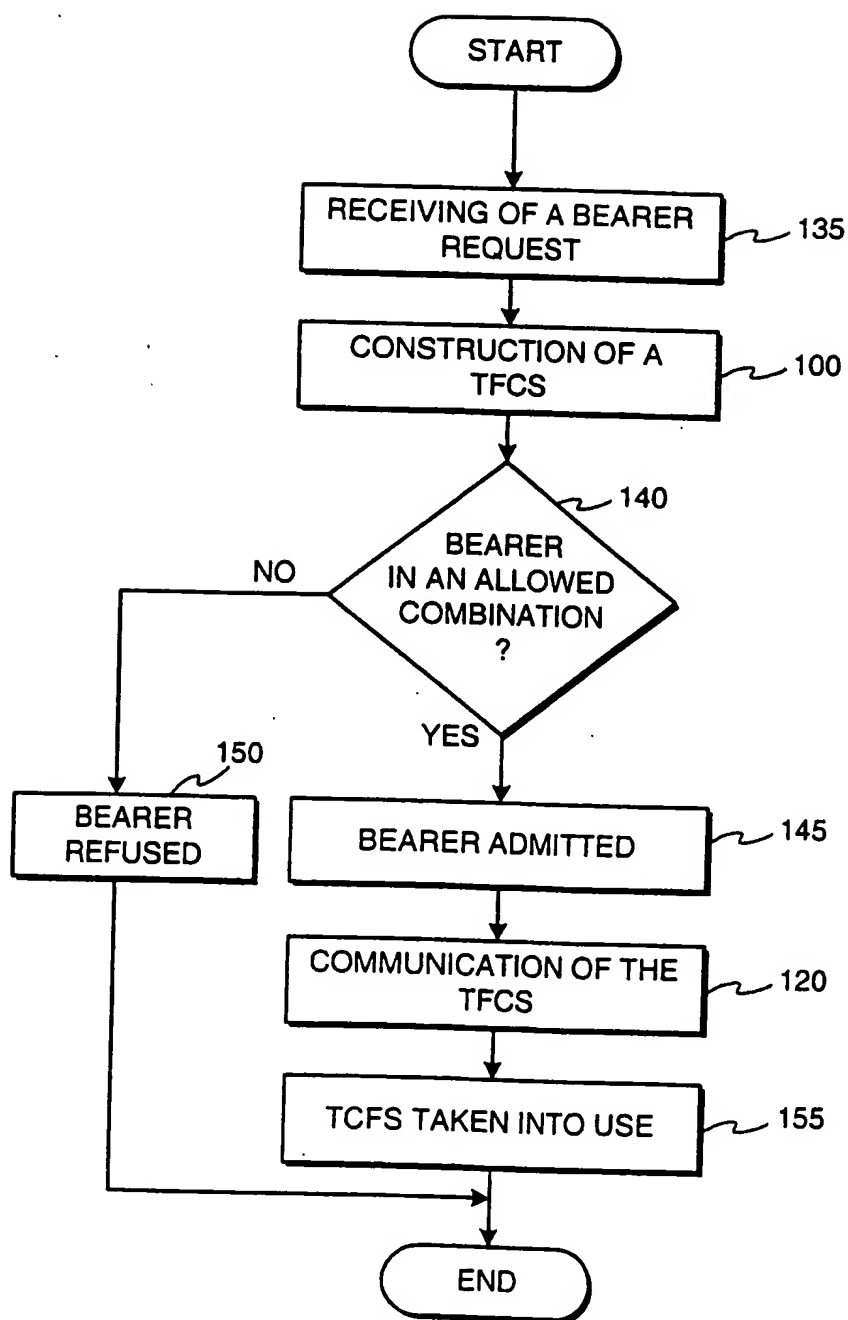 START
RECEIVING OF A BEARER
REQUEST
135
CONSTRUCTION OF A
TFCS
100
140
BEARER
IN AN ALLOWED
COMBINATION
?
NO
YES
150
BEARER
REFUSED
BEARER ADMITTED
145
COMMUNICATION OF THE
TFCS
120
TCFS TAKEN INTO USE
155
END